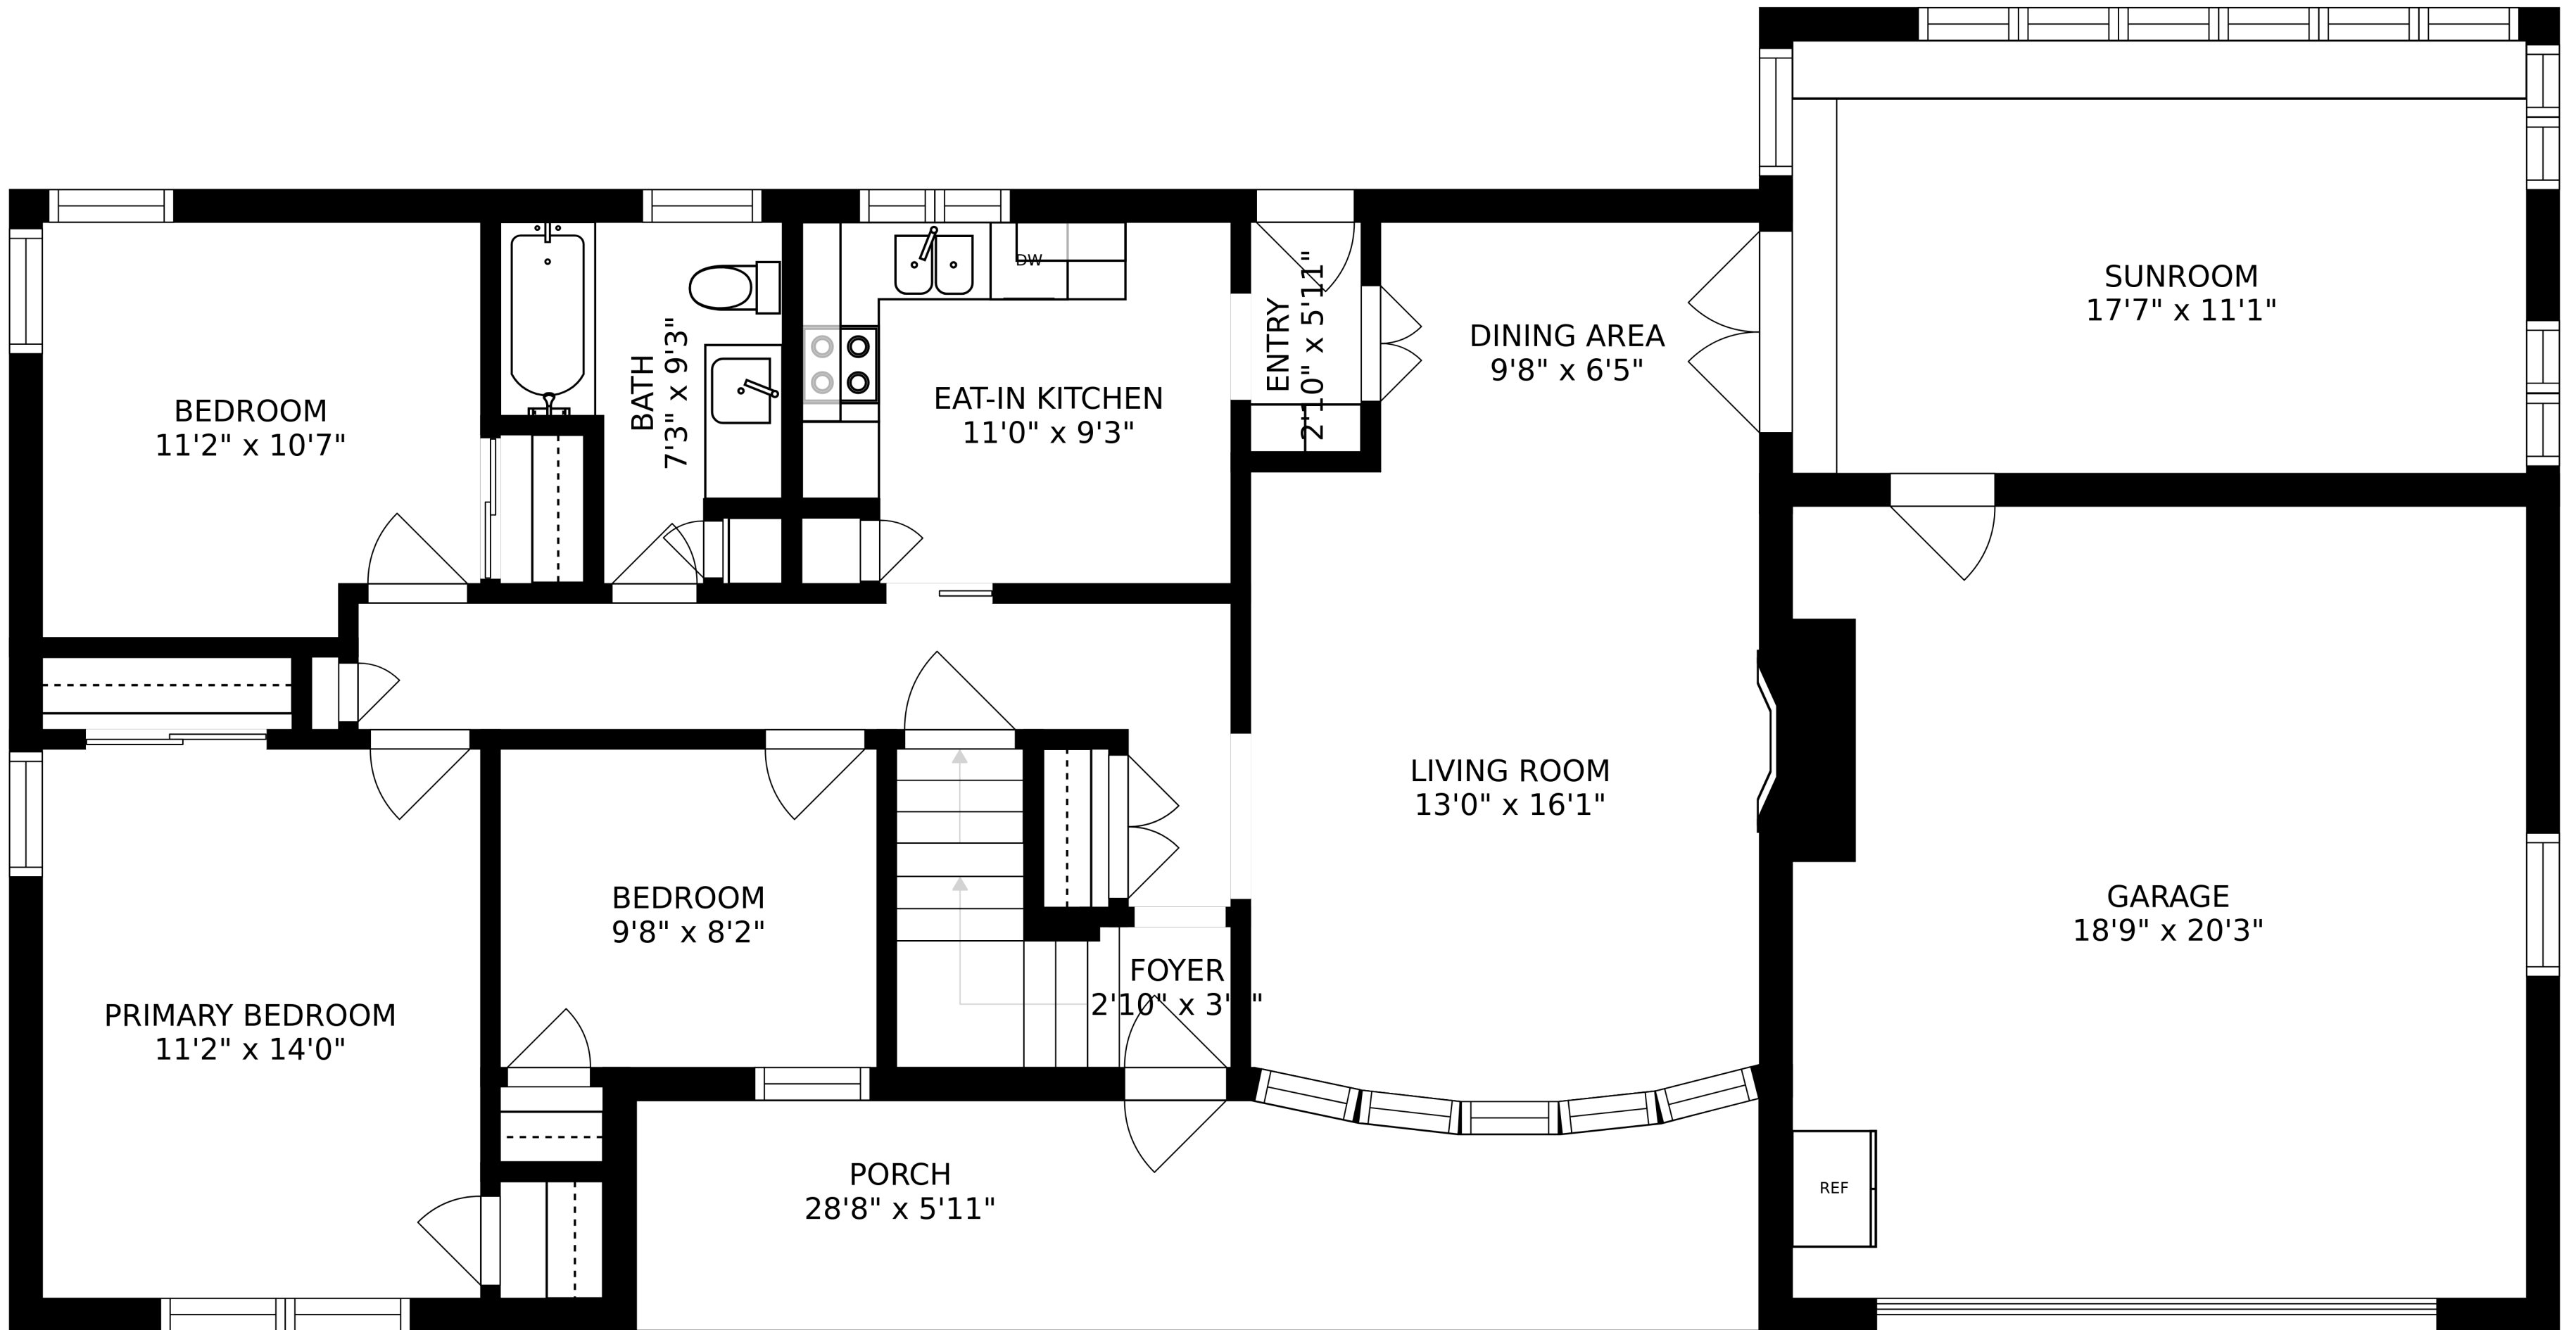 SUNROOM
17'7" x 11'1"
DW
ENTRY
2'10" x 5'11"
DINING AREA
9'8" x 6'5"
BEDROOM
11'2" x 10'7"
BATH
7'3" x 9'3"
EAT-IN KITCHEN
11'0" x 9'3"
LIVING ROOM
13'0" x 16'1"
GARAGE
18'9" x 20'3"
BEDROOM
9'8" x 8'2"
FOYER
2'10" x
PRIMARY BEDROOM
11'2" x 14'0"
PORCH
28'8" x 5'11"
REF